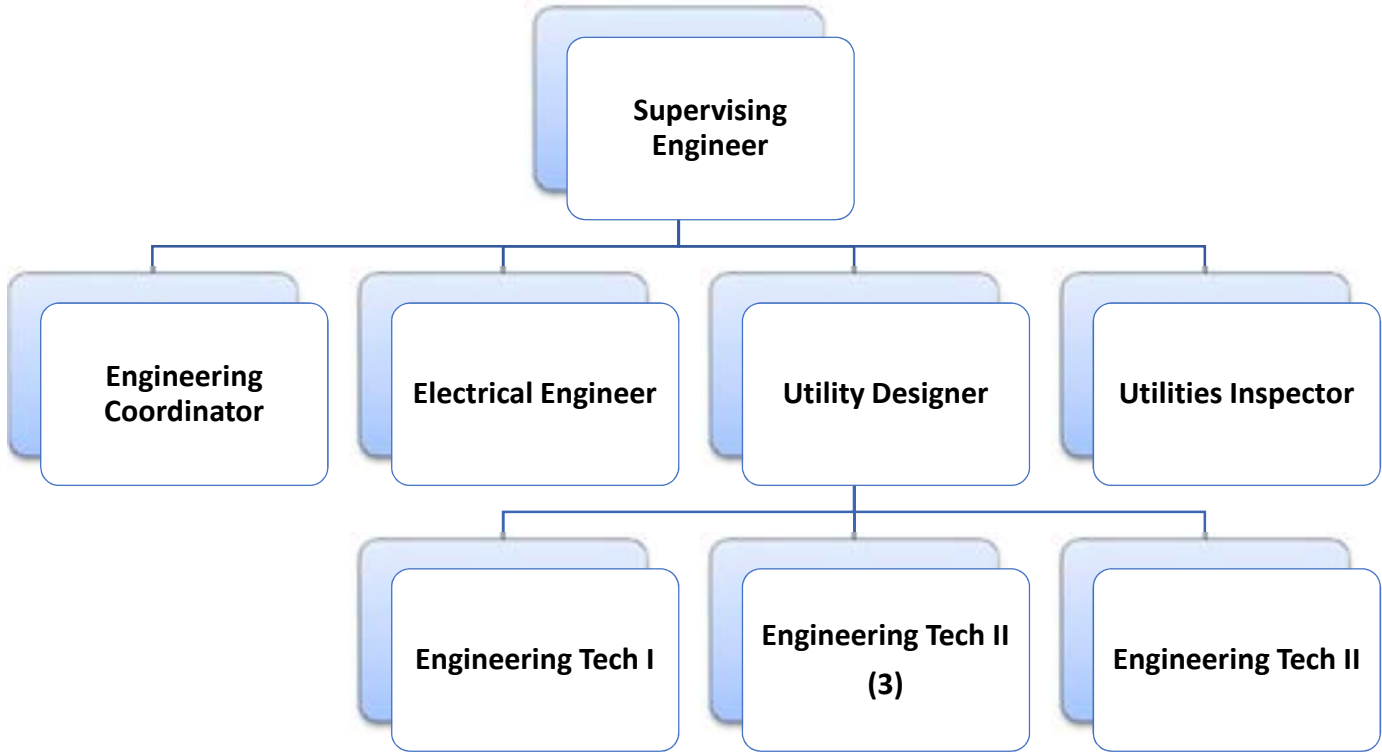 Supervising
Engineer
Engineering
Coordinator
Electrical Engineer
Utility Designer
Utilities Inspector
Engineering Tech I
Engineering Tech II
(3)
Engineering Tech II